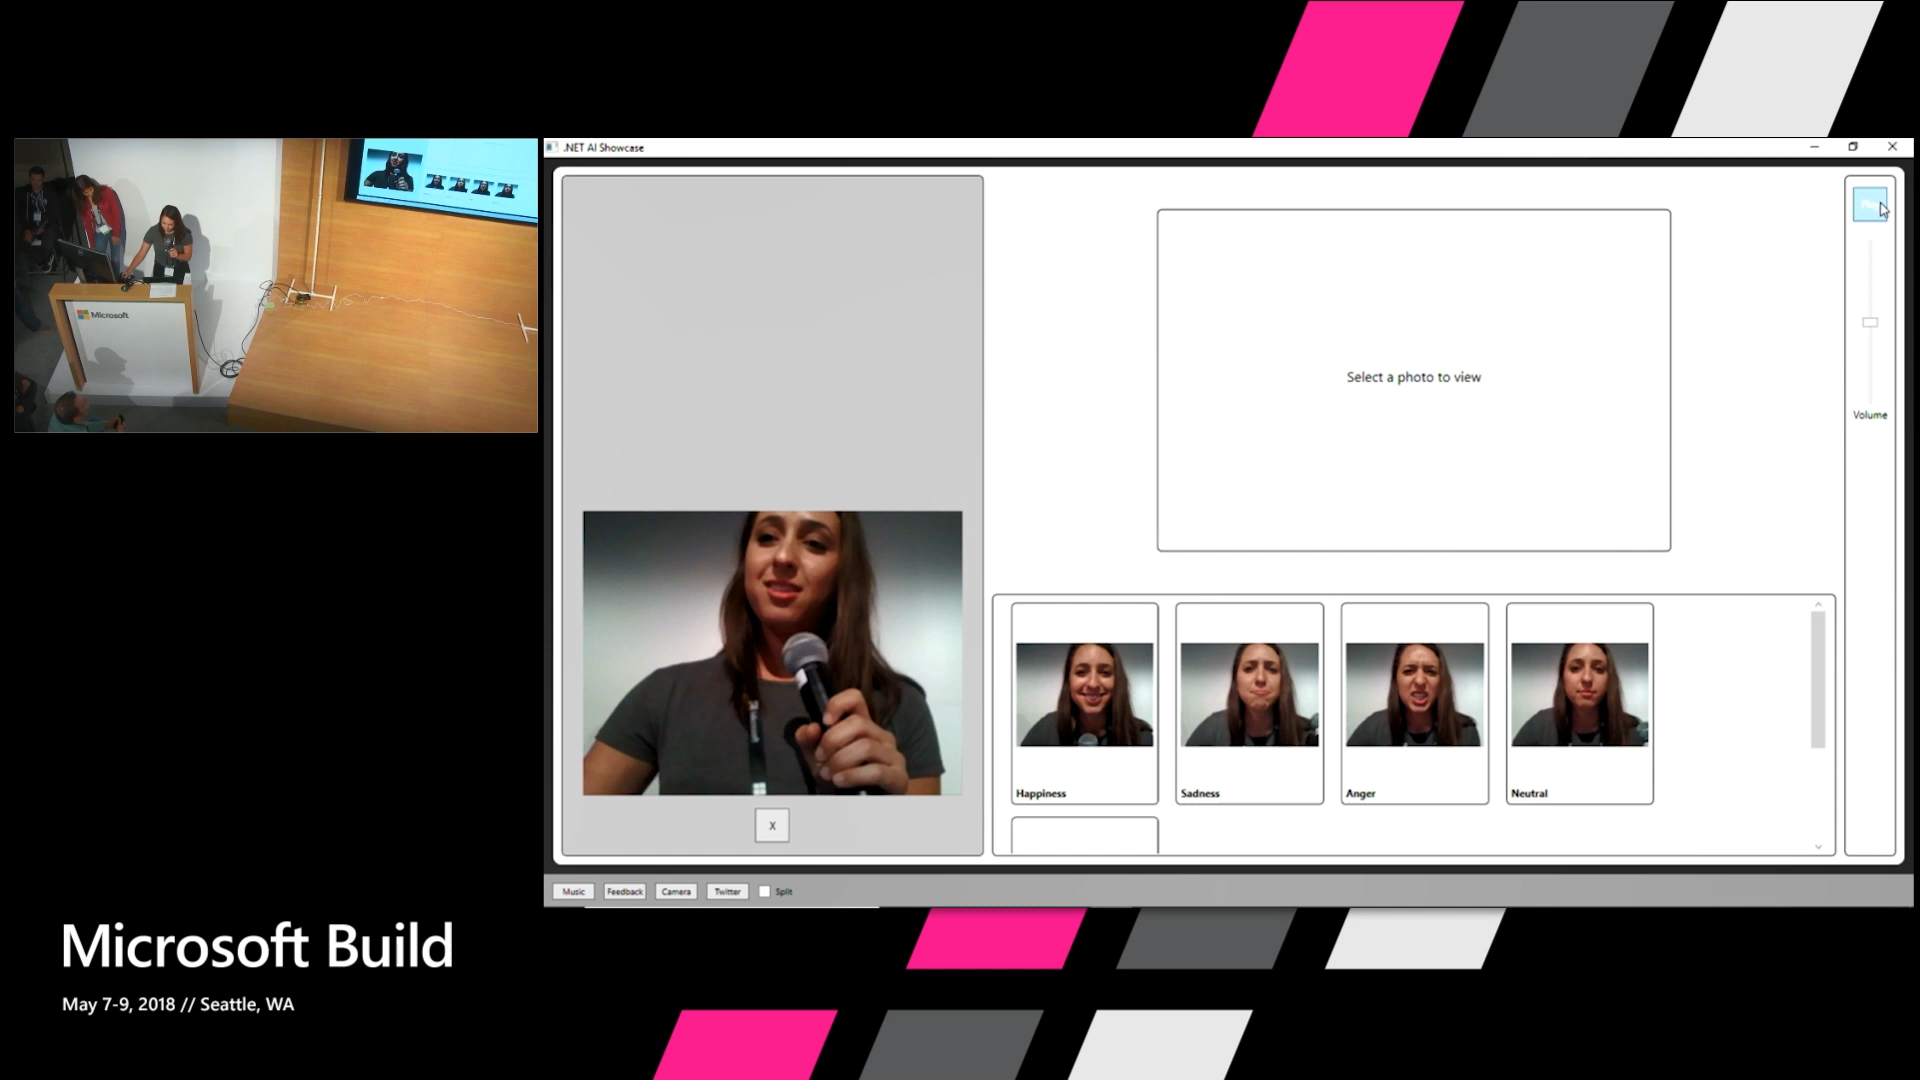 .NET AI Showcase
Play
Microsoft
Select a photo to view
Volume
Happiness
Sadness
Anger
Neutral
X
Music
Feedback
Camera
Twitter
Split
Microsoft Build
May 7-9, 2018 // Seattle, WA